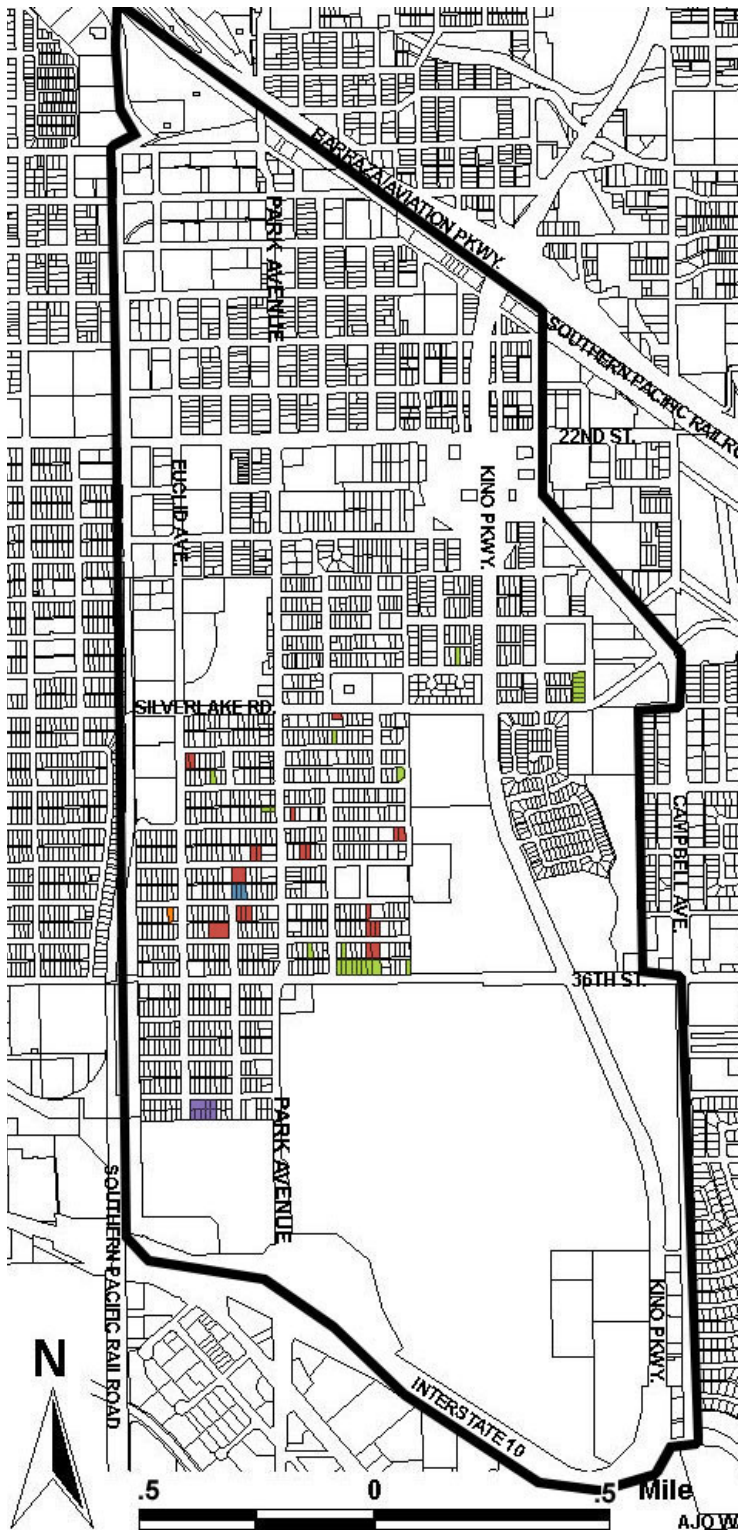 BARRAZA/AVIATION PKWY.
PARK AVENUE
SOUTHERN PACIFIC RAILRO
22ND ST.
EUCLID AVE.
KINO PKWY.
SILVERLAKE RD.
CAMPBELL AVE.
36TH ST.
PARK AVENUE
SOUTHERN PACIFIC RAIL ROAD
KINO PKWY.
N
INTERSTATE 10
.5 0 .5 Mile
AJO W